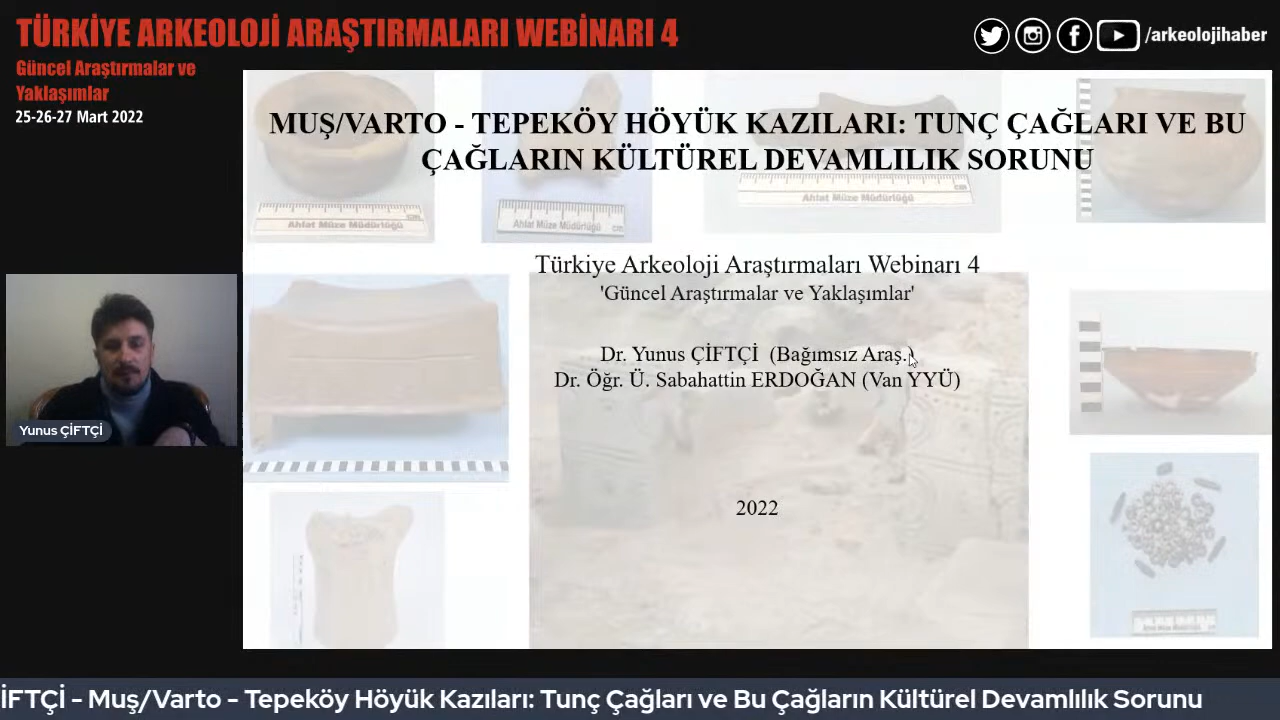 TÜRKİYE ARKEOLOJİ ARAŞTIRMALARI WEBİNARI 4
/arkeolojihaber
Güncel Araştırmalar ve
Yaklaşımlar
25-26-27 Mart 2022
MUŞ/VARTO - TEPEKÖY HÖYÜK KAZILARI: TUNÇ ÇAĞLARI VE BU
ÇAĞLARIN KÜLTÜREL DEVAMLILIK SORUNU
Ahlat Müze Müdürlüğü
Ahlat Müze Müdürlüğü
Ahlat Müze Müdürlüğü
Türkiye Arkeoloji Araştırmaları Webinarı 4
'Güncel Araştırmalar ve Yaklaşımlar'
Dr. Yunus ÇİFTÇİ (Bağımsız Araş.)
Dr. Öğr. Ü. Sabahattin ERDOĞAN (Van YYÜ)
2022
Yunus ÇİFTÇİ
İFTÇİ - Muş/Varto - Tepeköy Höyük Kazıları: Tunç Çağları ve Bu Çağların Kültürel Devamlılık Sorunu